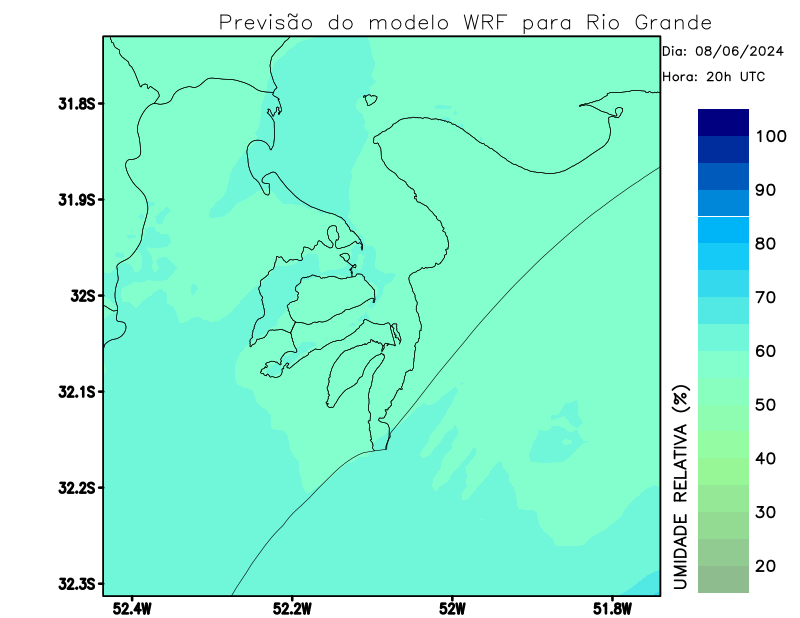 Previsão do modelo WRF para Rio Grande
Dia: 08/06/2024
Hora: 20h UTC
31.8S
31.9S
32S
32.1S
32.2S
32.3S
52.4W 52.2W 52W 51.8W
100
90
80
70
60
50
40
30
20
UMIDADE RELATIVA (%)